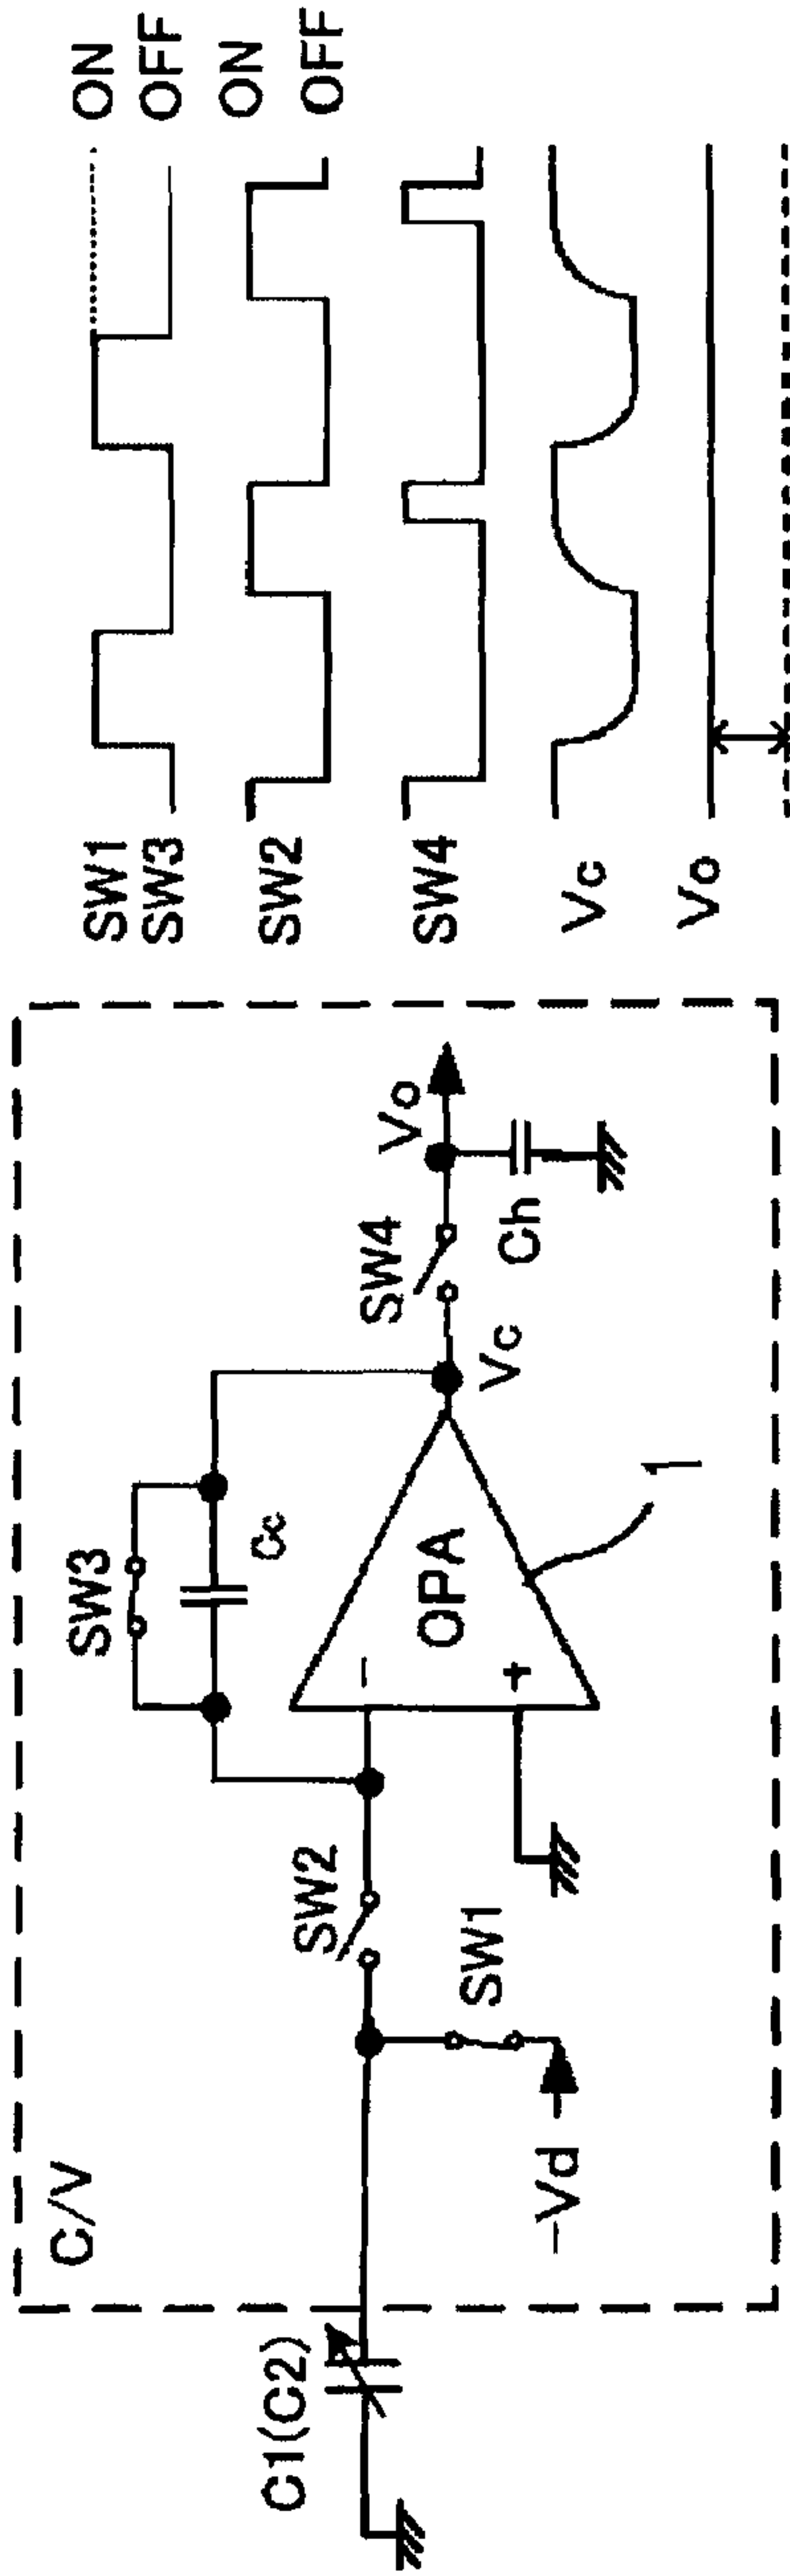 C/V
C1(C2)
-Vd
SW1
SW2
SW3
Cc
OPA
-
+
1
Vc
SW4
Vo
Ch
SW1
SW3
ON
OFF
SW2
ON
OFF
SW4
Vc
Vo